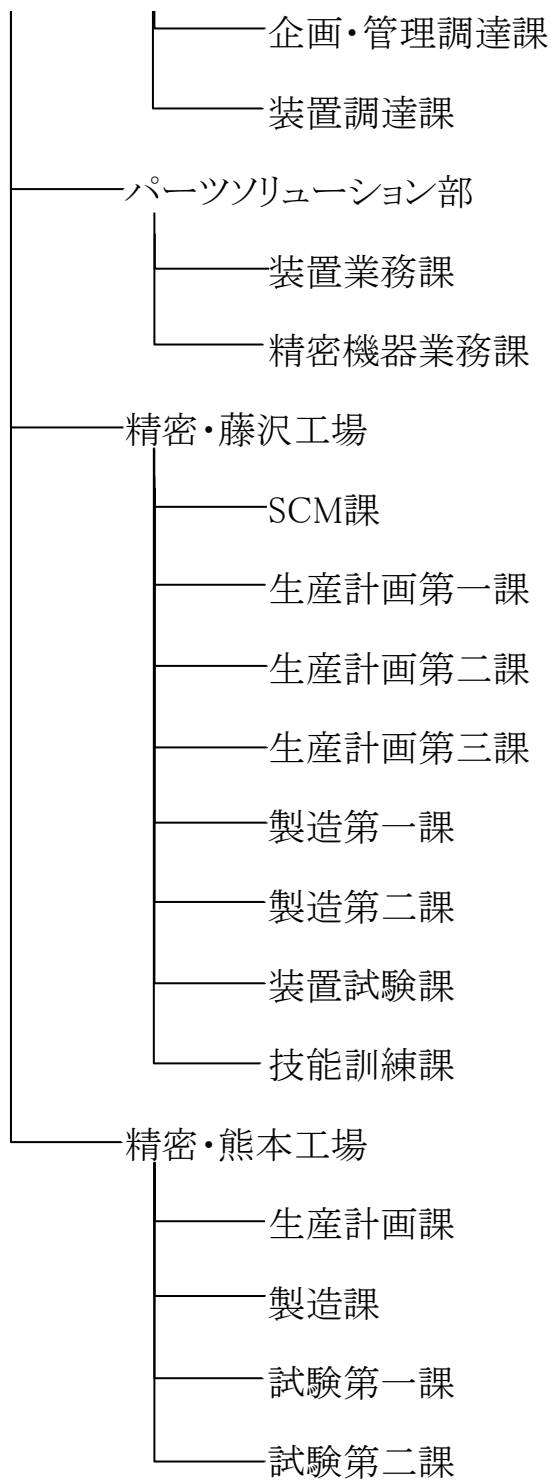 企画・管理調達課
装置調達課
パーツソリューション部
装置業務課
精密機器業務課
精密・藤沢工場
SCM課
生産計画第一課
生産計画第二課
生産計画第三課
製造第一課
製造第二課
装置試験課
技能訓練課
精密・熊本工場
生産計画課
製造課
試験第一課
試験第二課